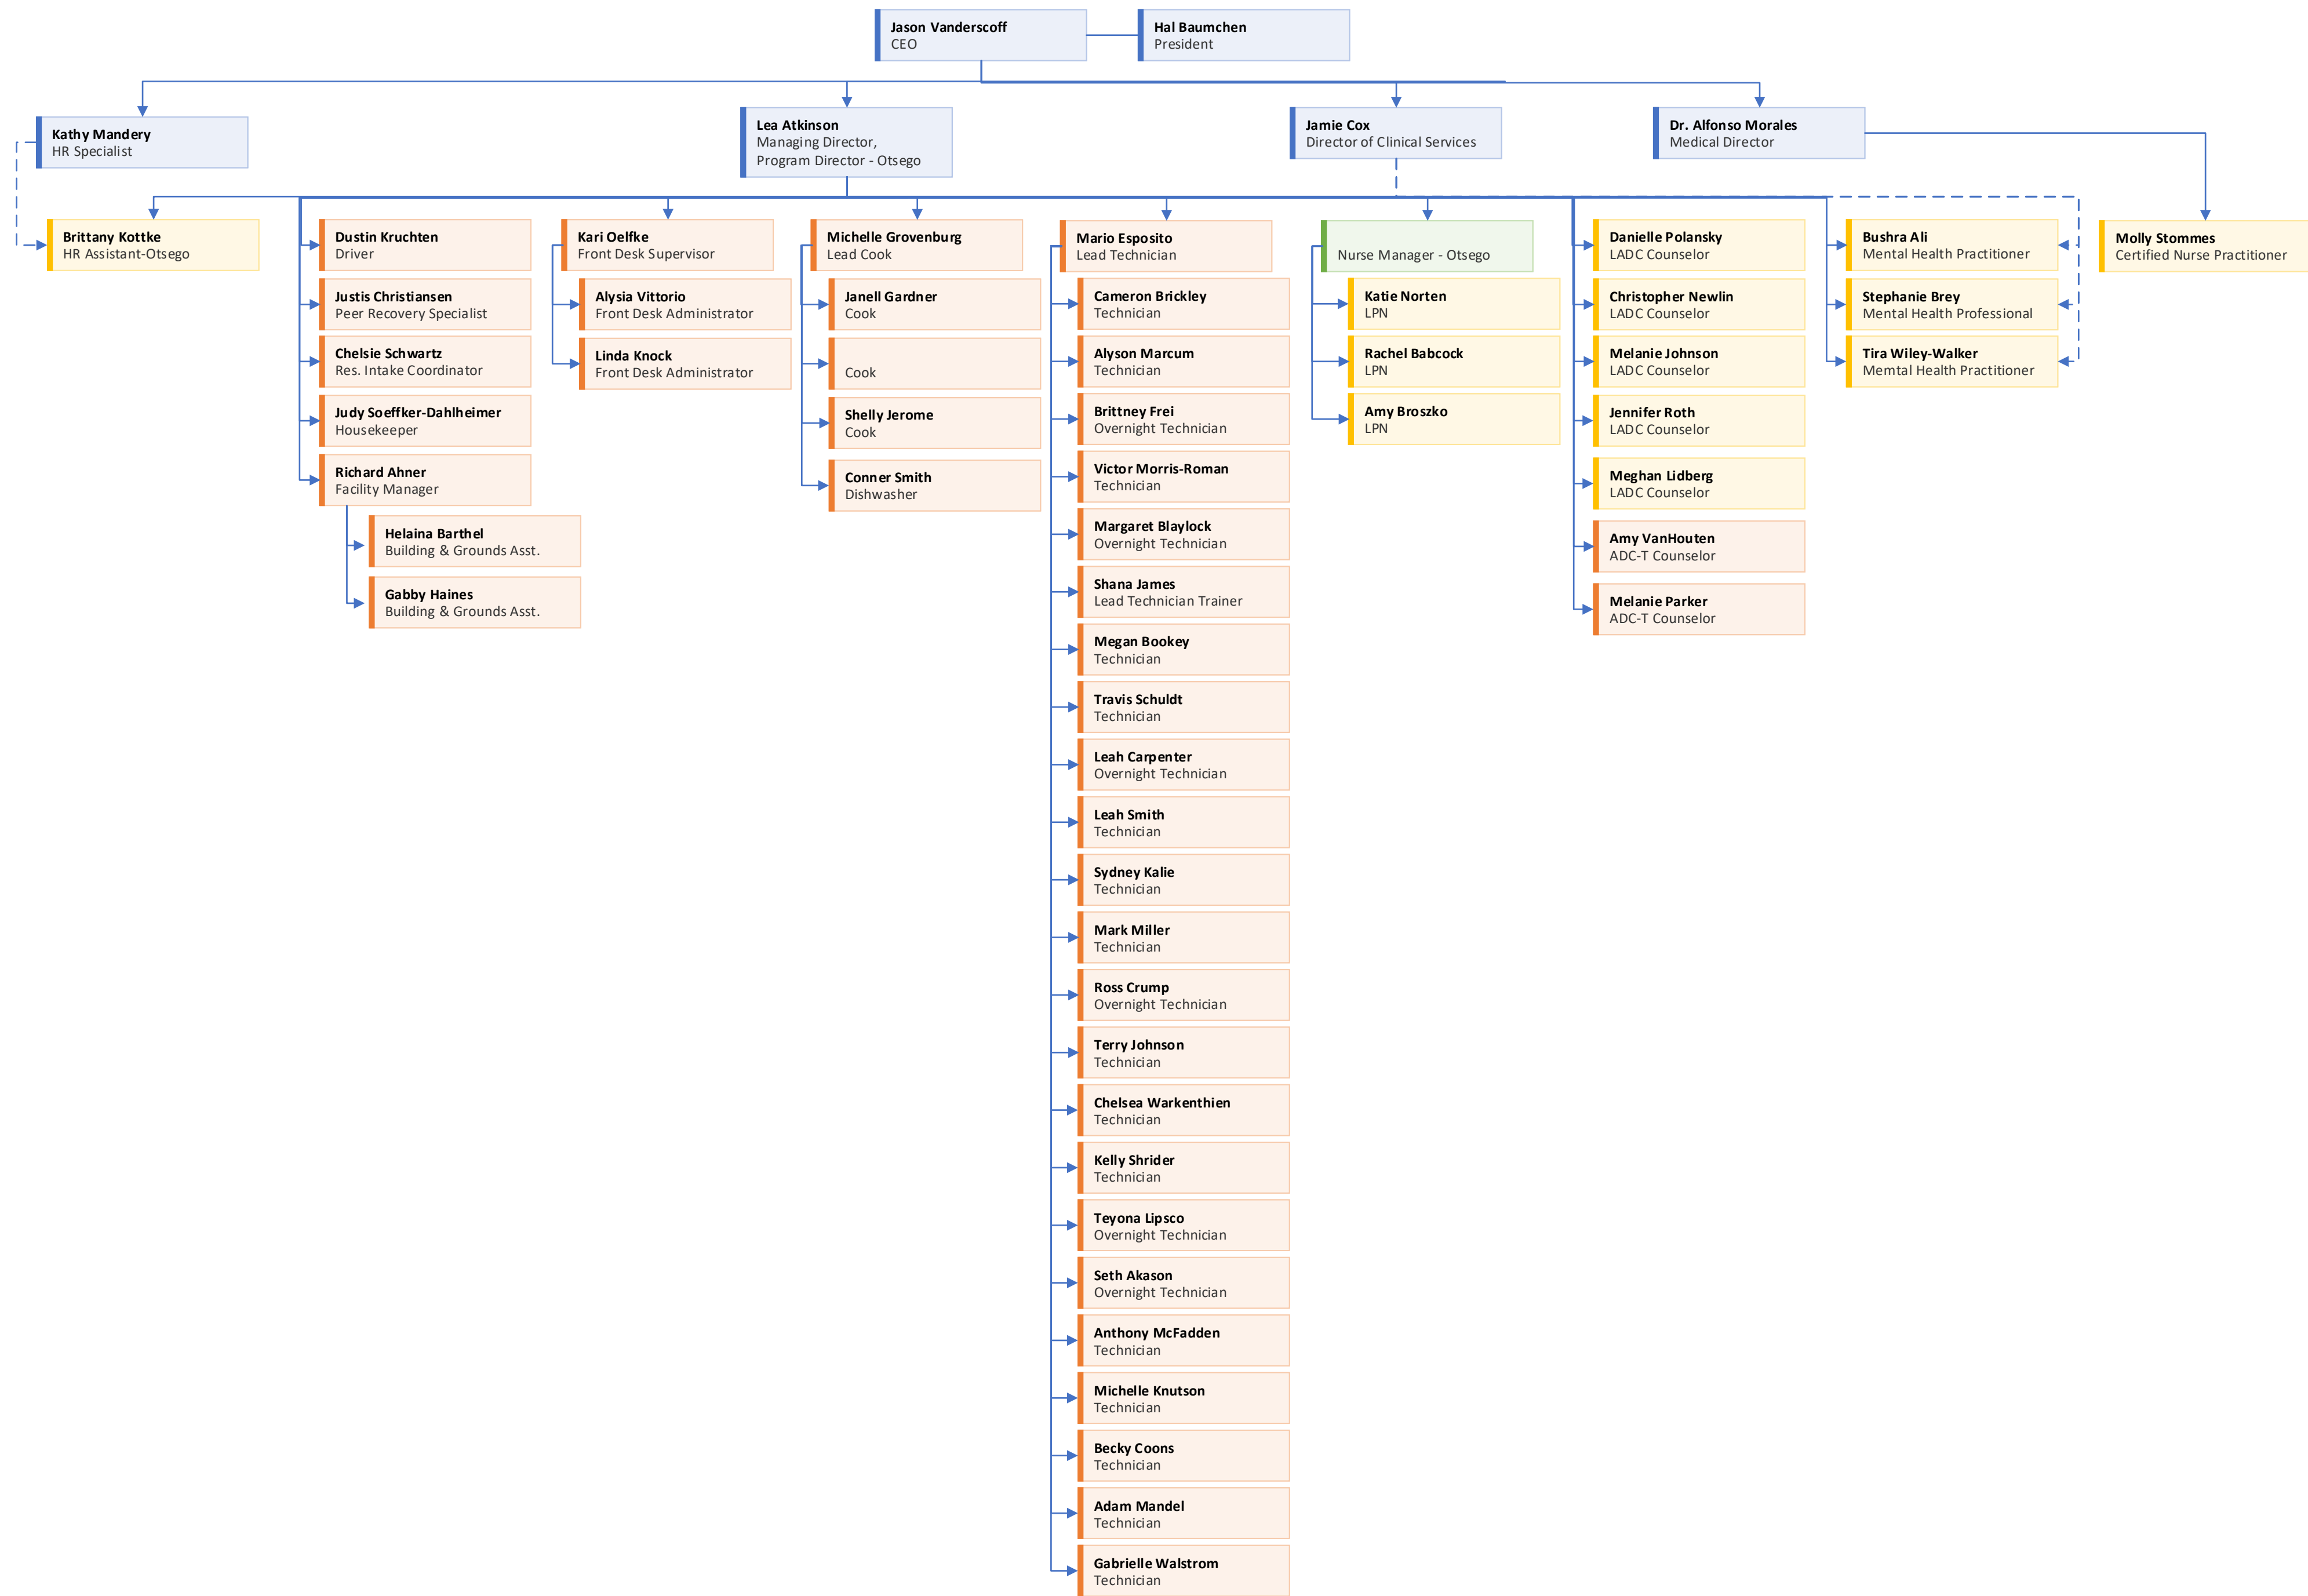 Jason Vanderscoff
CEO
Hal Baumchen
President
Kathy Mandery
HR Specialist
Lea Atkinson
Managing Director,
Program Director - Otsego
Jamie Cox
Director of Clinical Services
Dr. Alfonso Morales
Medical Director
Brittany Kottke
HR Assistant-Otsego
Dustin Kruchten
Driver
Justis Christiansen
Peer Recovery Specialist
Chelsie Schwartz
Res. Intake Coordinator
Judy Soeffker-Dahlheimer
Housekeeper
Richard Ahner
Facility Manager
Helaina Barthel
Building & Grounds Asst.
Gabby Haines
Building & Grounds Asst.
Kari Oelfke
Front Desk Supervisor
Alysia Vittorio
Front Desk Administrator
Linda Knock
Front Desk Administrator
Michelle Grovenburg
Lead Cook
Janell Gardner
Cook
Cook
Shelly Jerome
Cook
Conner Smith
Dishwasher
Mario Esposito
Lead Technician
Cameron Brickley
Technician
Alyson Marcum
Technician
Brittney Frei
Overnight Technician
Victor Morris-Roman
Technician
Margaret Blaylock
Overnight Technician
Shana James
Lead Technician Trainer
Megan Bookey
Technician
Travis Schuldt
Technician
Leah Carpenter
Overnight Technician
Leah Smith
Technician
Sydney Kalie
Technician
Mark Miller
Technician
Ross Crump
Overnight Technician
Terry Johnson
Technician
Chelsea Warkenthien
Technician
Kelly Shrider
Technician
Teyona Lipsco
Overnight Technician
Seth Akason
Overnight Technician
Anthony McFadden
Technician
Michelle Knutson
Technician
Becky Coons
Technician
Adam Mandel
Technician
Gabrielle Walstrom
Technician
Nurse Manager - Otsego
Katie Norten
LPN
Rachel Babcock
LPN
Amy Broszko
LPN
Danielle Polansky
LADC Counselor
Christopher Newlin
LADC Counselor
Melanie Johnson
LADC Counselor
Jennifer Roth
LADC Counselor
Meghan Lidberg
LADC Counselor
Amy VanHouten
ADC-T Counselor
Melanie Parker
ADC-T Counselor
Bushra Ali
Mental Health Practitioner
Stephanie Brey
Mental Health Professional
Tira Wiley-Walker
Memtal Health Practitioner
Molly Stommes
Certified Nurse Practitioner